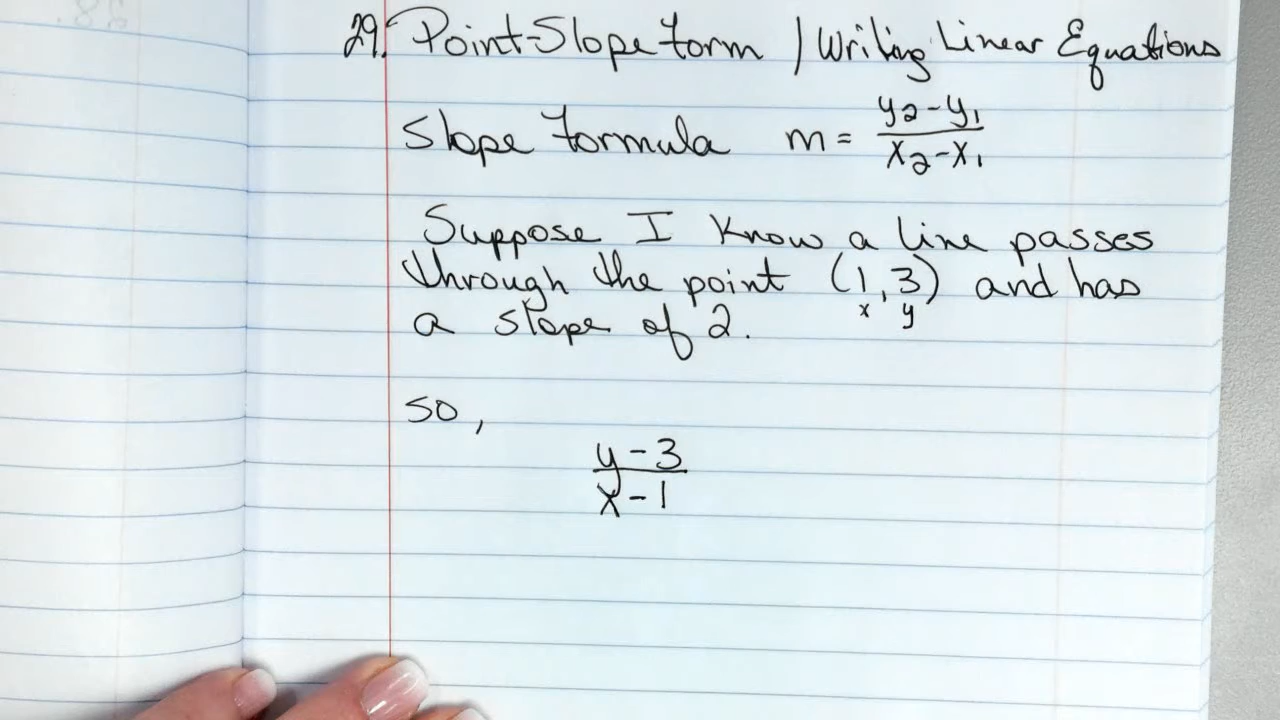 29. Point-Slope Form / Writing Linear Equations
Slope Formula m = \frac{y₂-y₁}{x₂-x₁}
Suppose I know a line passes
through the point (1, 3) and has
x y
a slope of 2.
so,
y - 3
x - 1